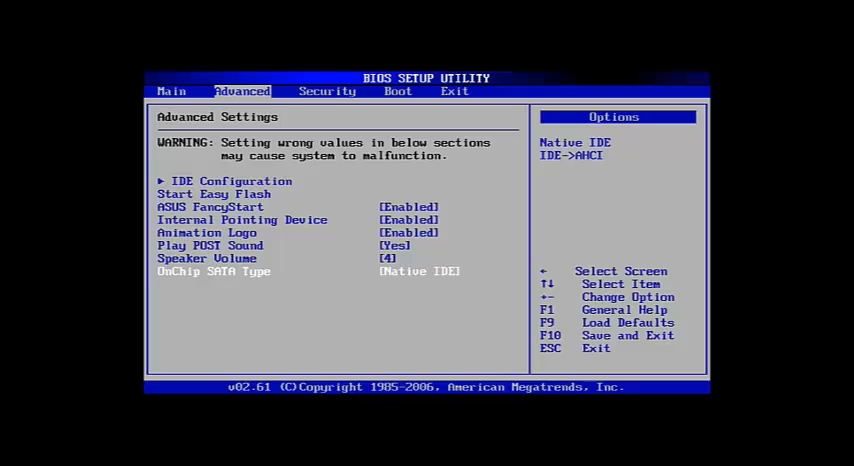 BIOS SETUP UTILITY
Main Advanced Security Boot Exit
Advanced Settings
WARNING: Setting wrong values in below sections
may cause system to malfunction.
► IDE Configuration
Start Easy Flash
ASUS FancyStart [Enabled]
Internal Pointing Device [Enabled]
Animation Logo [Enabled]
Play POST Sound [Yes]
Speaker Volume [4]
OnChip SATA Type [Native IDE]
Options
Native IDE
IDE->AHCI
← Select Screen
↑↓ Select Item
+- Change Option
F1 General Help
F9 Load Defaults
F10 Save and Exit
ESC Exit
v02.61 (C)Copyright 1985-2006, American Megatrends, Inc.